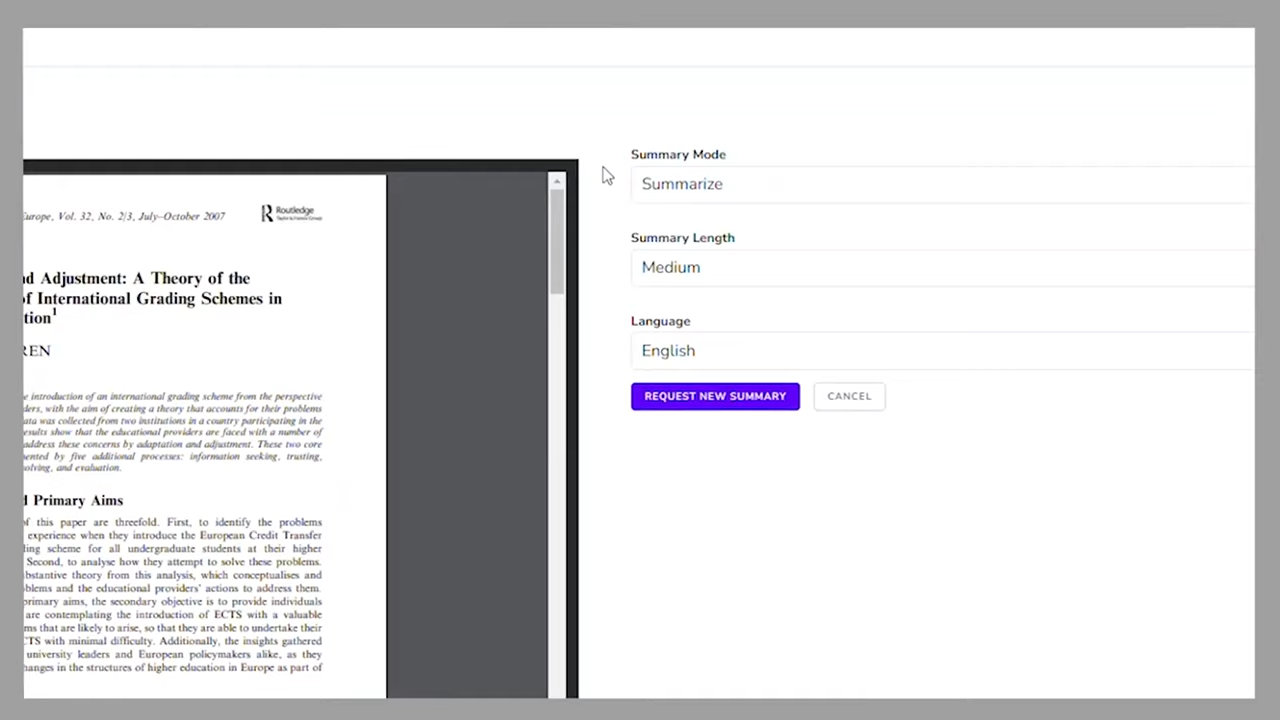 Europe, Vol. 32, No. 2/3, July–October 2007
Routledge
Taylor & Francis Group
Adjustment: A Theory of the
of International Grading Schemes in
tion¹
REN
introduction of an international grading scheme from the perspective
ders, with the aim of creating a theory that accounts for their problems
ata was collected from two institutions in a country participating in the
esults show that the educational providers are faced with a number of
address these concerns by adaptation and adjustment. These two core
ented by five additional processes: information seeking, trusting,
olving, and evaluation.
Primary Aims
of this paper are threefold. First, to identify the problems
experience when they introduce the European Credit Transfer
ding scheme for all undergraduate students at their higher
Second, to analyse how they attempt to solve these problems.
bstantive theory from this analysis, which conceptualises and
blems and the educational providers' actions to address them.
primary aims, the secondary objective is to provide individuals
are contemplating the introduction of ECTS with a valuable
ms that are likely to arise, so that they are able to undertake their
CTS with minimal difficulty. Additionally, the insights gathered
university leaders and European policymakers alike, as they
hanges in the structures of higher education in Europe as part of
Summary Mode
Summarize
Summary Length
Medium
Language
English
REQUEST NEW SUMMARY
CANCEL